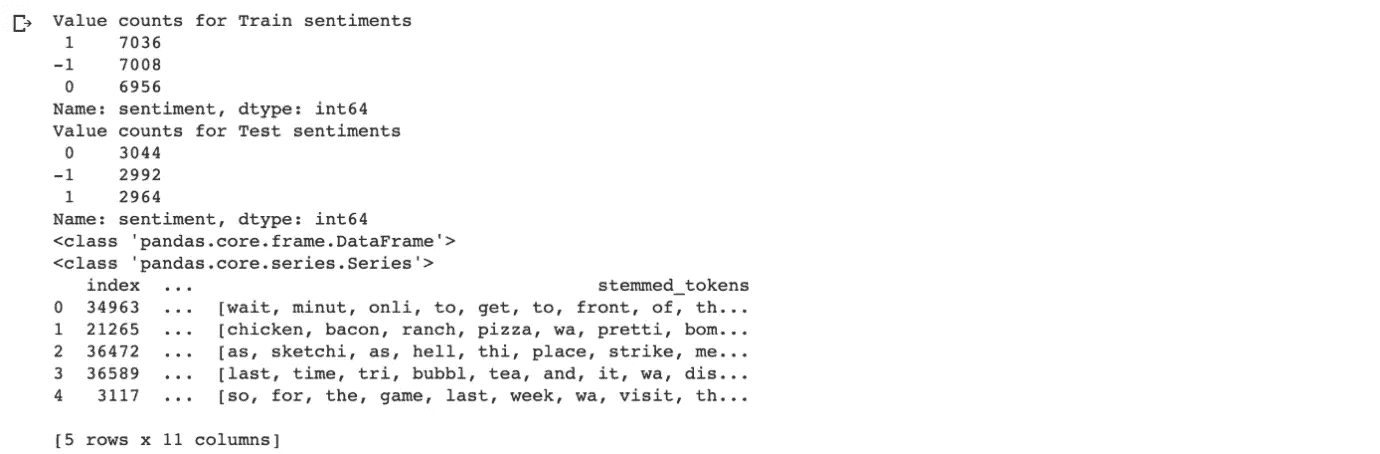 Value counts for Train sentiments
1 7036
-1 7008
0 6956
Name: sentiment, dtype: int64
Value counts for Test sentiments
0 3044
-1 2992
1 2964
Name: sentiment, dtype: int64
<class 'pandas.core.frame.DataFrame'>
<class 'pandas.core.series.Series'>
index ... stemmed_tokens
0 34963 ... [wait, minut, onli, to, get, to, front, of, th...
1 21265 ... [chicken, bacon, ranch, pizza, wa, pretti, bom...
2 36472 ... [as, sketchi, as, hell, thi, place, strike, me...
3 36589 ... [last, time, tri, bubbl, tea, and, it, wa, dis...
4 3117 ... [so, for, the, game, last, week, wa, visit, th...
[5 rows x 11 columns]